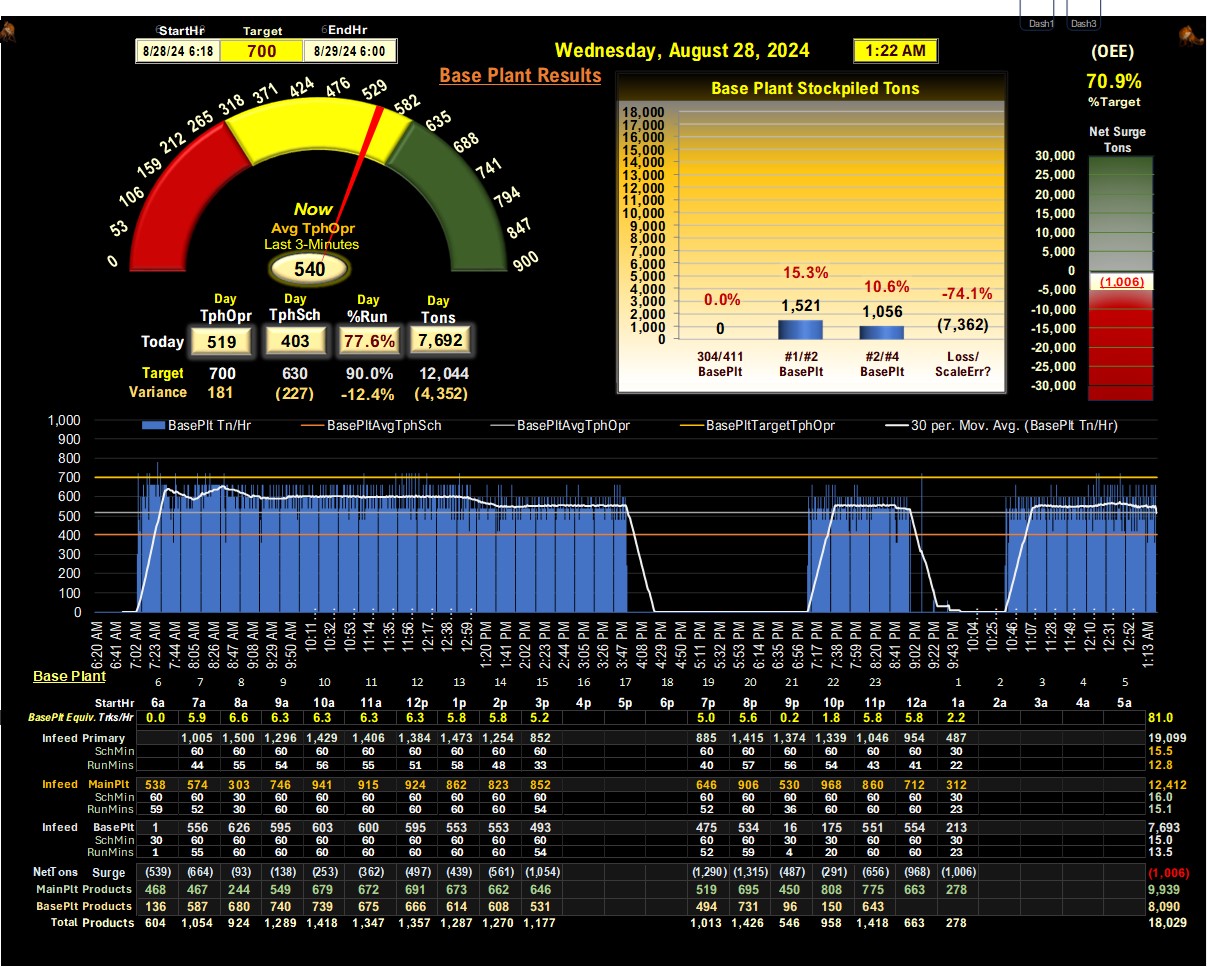 Dash1 Dash3
StartHr Target EndHr
8/28/24 6:18 700 8/29/24 6:00
Wednesday, August 28, 2024 1:22 AM
Base Plant Results
(OEE)
70.9%
%Target
0 53 106 159 212 265 318 371 424 476 529 582 635 688 741 794 847 900
Now
Avg TphOpr
Last 3-Minutes
540
Day TphOpr Day TphSch Day %Run Day Tons
Today 519 403 77.6% 7,692
Target 700 630 90.0% 12,044
Variance 181 (227) -12.4% (4,352)
Base Plant Stockpiled Tons
18,000
17,000
16,000
15,000
14,000
13,000
12,000
11,000
10,000
9,000
8,000
7,000
6,000
5,000
4,000
3,000
2,000
1,000
0
0.0% 15.3% 10.6% -74.1%
0 1,521 1,056 (7,362)
304/411 BasePlt #1/#2 BasePlt #2/#4 BasePlt Loss/ ScaleErr?
Net Surge
Tons
30,000
25,000
20,000
15,000
10,000
5,000
0
(1,006)
-5,000
-10,000
-15,000
-20,000
-25,000
-30,000
BasePlt Tn/Hr BasePltAvgTphSch BasePltAvgTphOpr BasePltTargetTphOpr 30 per. Mov. Avg. (BasePlt Tn/Hr)
1,000
900
800
700
600
500
400
300
200
100
0
6:20 AM 6:41 AM 7:02 AM 7:23 AM 7:44 AM 8:05 AM 8:26 AM 8:47 AM 9:08 AM 9:29 AM 9:50 AM 10:11… 10:32… 10:53… 11:14… 11:35… 11:56… 12:17… 12:38… 12:59… 1:20 PM 1:41 PM 2:02 PM 2:23 PM 2:44 PM 3:05 PM 3:26 PM 3:47 PM 4:08 PM 4:29 PM 4:50 PM 5:11 PM 5:32 PM 5:53 PM 6:14 PM 6:35 PM 6:56 PM 7:17 PM 7:38 PM 7:59 PM 8:20 PM 8:41 PM 9:02 PM 9:22 PM 9:43 PM 10:04… 10:25… 10:46… 11:07… 11:28… 11:49… 12:10… 12:31… 12:52… 1:13 AM
Base Plant
6 7 8 9 10 11 12 13 14 15 16 17 18 19 20 21 22 23 1 2 3 4 5
StartHr 6a 7a 8a 9a 10a 11a 12p 1p 2p 3p 4p 5p 6p 7p 8p 9p 10p 11p 12a 1a 2a 3a 4a 5a
BasePlt Equiv. Trks/Hr 0.0 5.9 6.6 6.3 6.3 6.3 6.3 5.8 5.8 5.2 5.0 5.6 0.2 1.8 5.8 5.8 2.2 81.0
Infeed Primary 1,005 1,500 1,296 1,429 1,406 1,384 1,473 1,254 852 885 1,415 1,374 1,339 1,046 954 487 19,099
SchMin 60 60 60 60 60 60 60 60 60 60 60 60 60 60 60 30 15.5
RunMins 44 55 54 56 55 51 58 48 33 40 57 56 54 43 41 22 12.8
Infeed MainPlt 538 574 303 746 941 915 924 862 823 852 646 906 530 968 860 712 312 12,412
SchMin 60 60 30 60 60 60 60 60 60 60 60 60 60 60 60 60 30 16.0
RunMins 59 52 30 60 60 60 60 60 60 54 52 60 36 60 60 60 23 15.1
Infeed BasePlt 1 556 626 595 603 600 595 553 553 493 475 534 16 175 551 554 213 7,693
SchMin 30 60 60 60 60 60 60 60 60 60 60 60 30 30 60 60 30 15.0
RunMins 1 55 60 60 60 60 60 60 60 54 52 59 4 20 60 60 23 13.5
NetTons Surge (539) (664) (93) (138) (253) (362) (497) (439) (561) (1,054) (1,290) (1,315) (487) (291) (656) (968) (1,006) (1,006)
MainPlt Products 468 467 244 549 679 672 691 673 662 646 519 695 450 808 775 663 278 9,939
BasePlt Products 136 587 680 740 739 675 666 614 608 531 494 731 96 150 643 8,090
Total Products 604 1,054 924 1,289 1,418 1,347 1,357 1,287 1,270 1,177 1,013 1,426 546 958 1,418 663 278 18,029